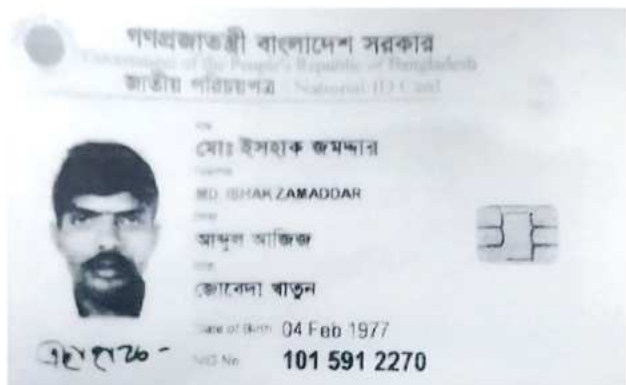 গণপ্রজাতন্ত্রী বাংলাদেশ সরকার
Government of the People's Republic of Bangladesh
জাতীয় পরিচয়পত্র National ID Card
মোঃ ইসহাক জমদ্দার
MD ISHAK ZAMADDAR
আব্দুল আজিজ
জোবেদা খাতুন
Date of Birth 04 Feb 1977
NID No 101 591 2270